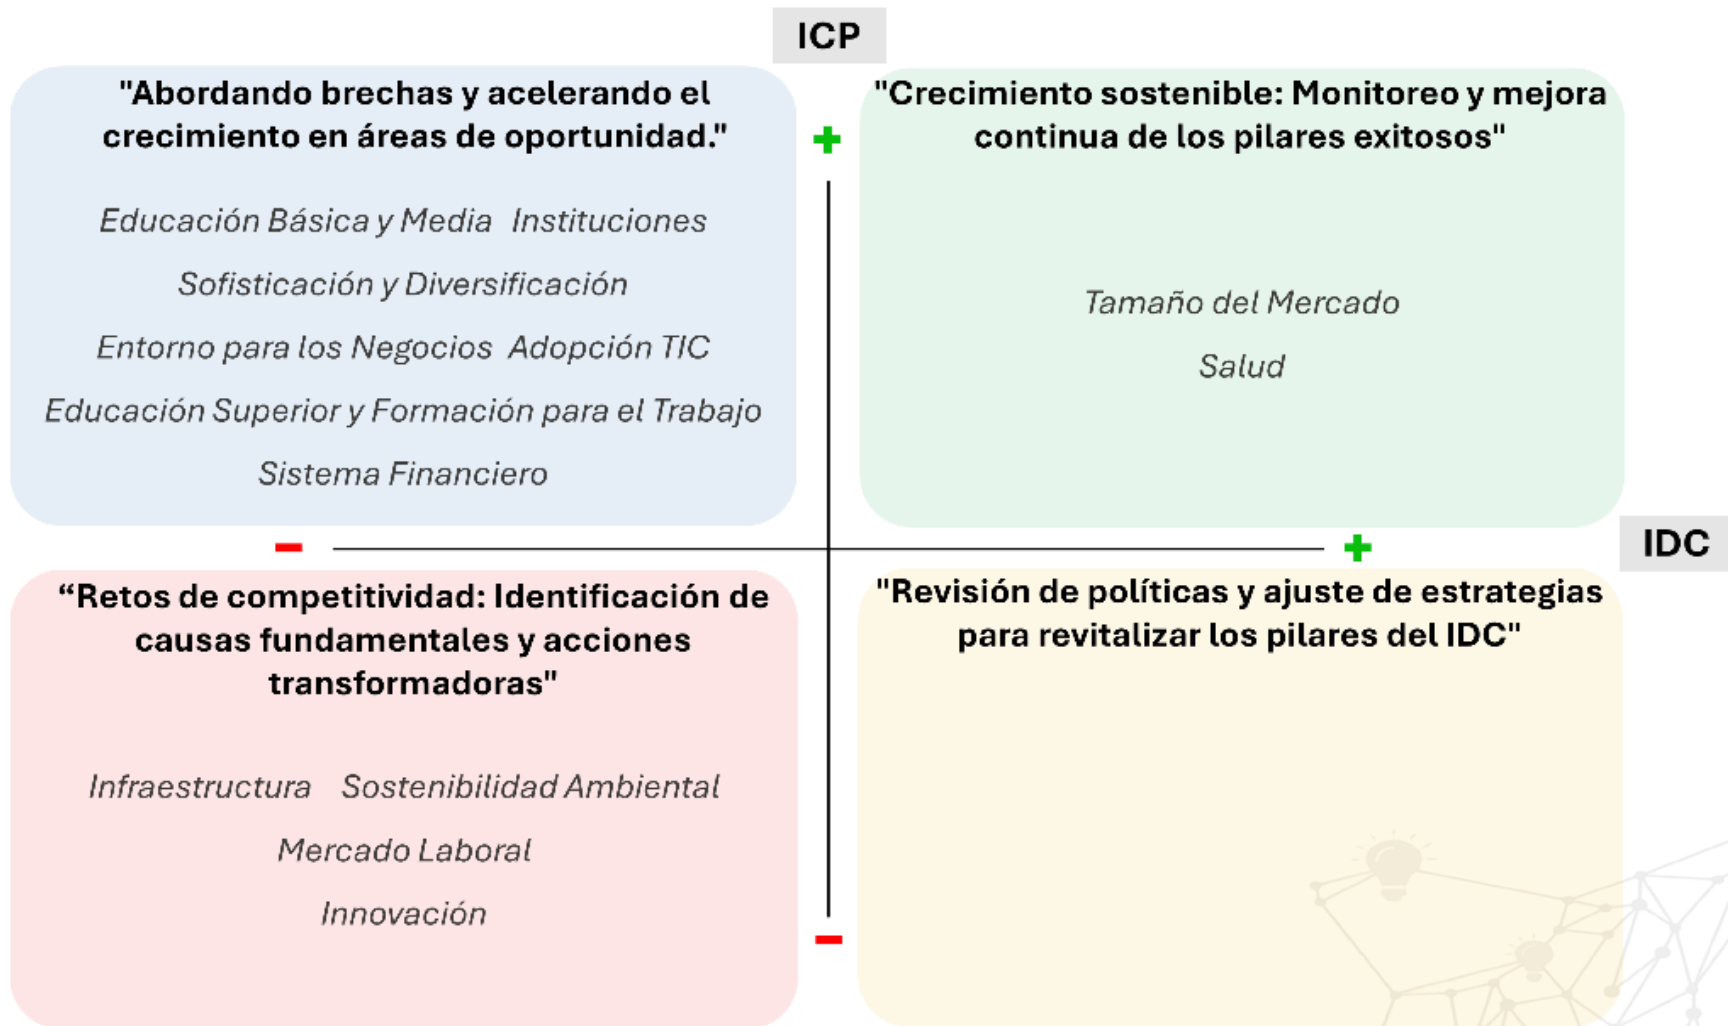 ICP
"Abordando brechas y acelerando el
crecimiento en áreas de oportunidad."
Educación Básica y Media Instituciones
Sofisticación y Diversificación
Entorno para los Negocios Adopción TIC
Educación Superior y Formación para el Trabajo
Sistema Financiero
+
"Crecimiento sostenible: Monitoreo y mejora
continua de los pilares exitosos"
Tamaño del Mercado
Salud
-
+
IDC
“Retos de competitividad: Identificación de
causas fundamentales y acciones
transformadoras"
Infraestructura Sostenibilidad Ambiental
Mercado Laboral
Innovación
-
"Revisión de políticas y ajuste de estrategias
para revitalizar los pilares del IDC"